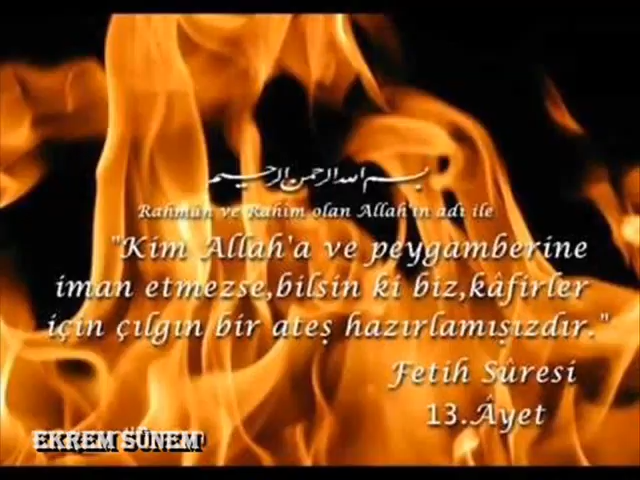 بسم الله الرحمن الرحيم
Rahmân ve Rahim olan Allah'ın adı ile
"Kim Allah'a ve peygamberine
iman etmezse,bilsin ki biz,kâfirler
için çılgın bir ateş hazırlamışızdır."
Fetih Sûresi
13.Âyet
EKREM SÜNEM